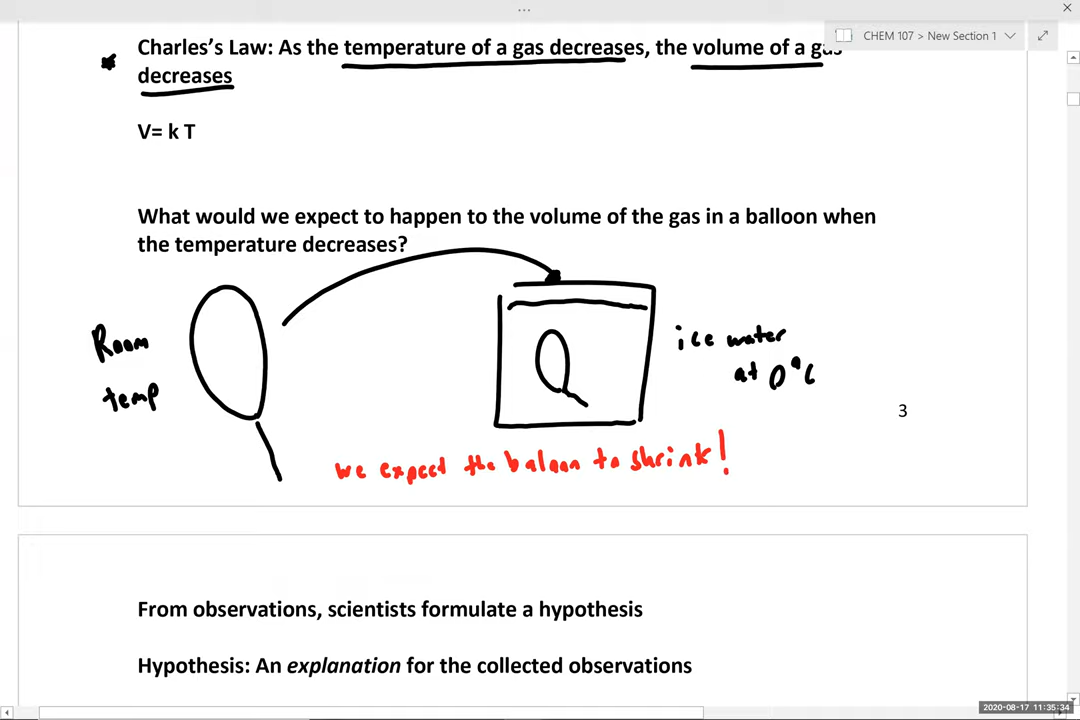 ...
CHEM 107 > New Section 1
Charles's Law: As the temperature of a gas decreases, the volume of a gas
decreases
V= k T
What would we expect to happen to the volume of the gas in a balloon when
the temperature decreases?
Room
temp
ice water
at 0°C
3
we expect the baloon to shrink!
From observations, scientists formulate a hypothesis
Hypothesis: An explanation for the collected observations
2020-08-17 11:35:34